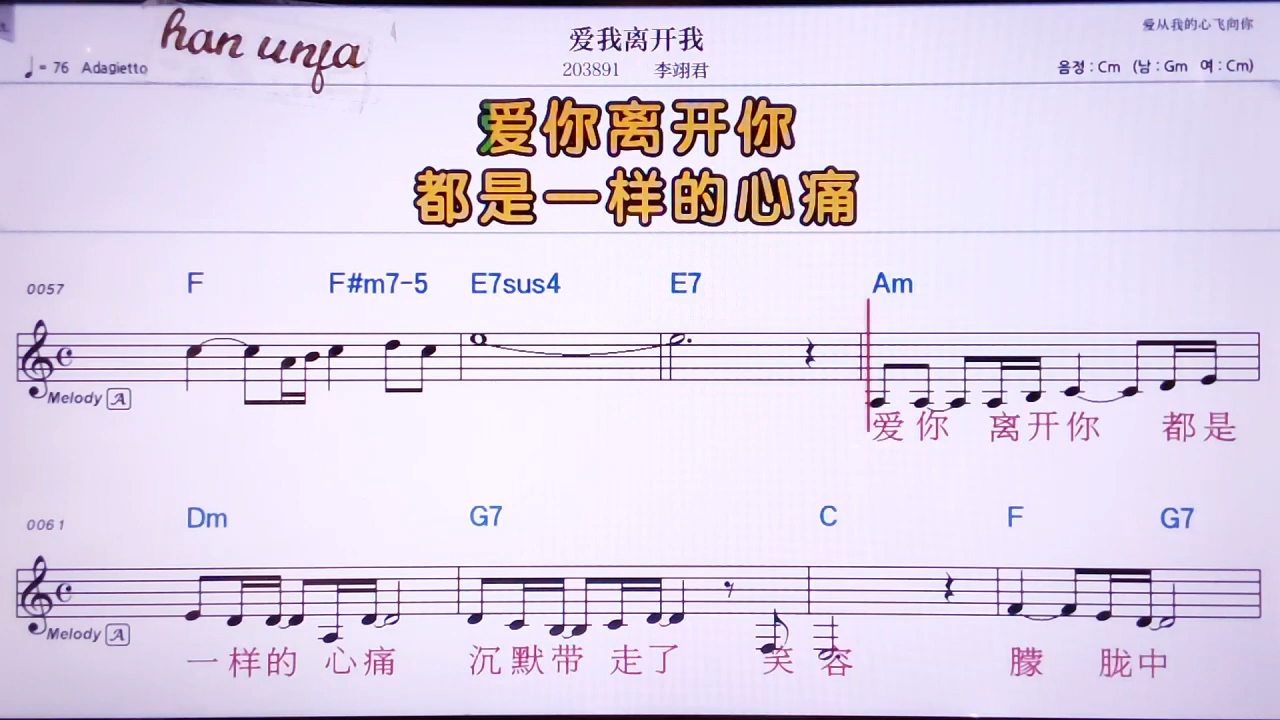 han unfa
爱我离开我
爱从我的心飞向你
= 76 Adagietto
203891 李翊君
음정 : Cm (남 : Gm 여 : Cm)
爱你离开你
都是一样的心痛
0057 F F#m7-5 E7sus4 E7 Am
Melody A
爱你 离开你 都是
0061 Dm G7 C F G7
Melody A
一样的 心痛 沉默带 走了 笑容 朦 胧中